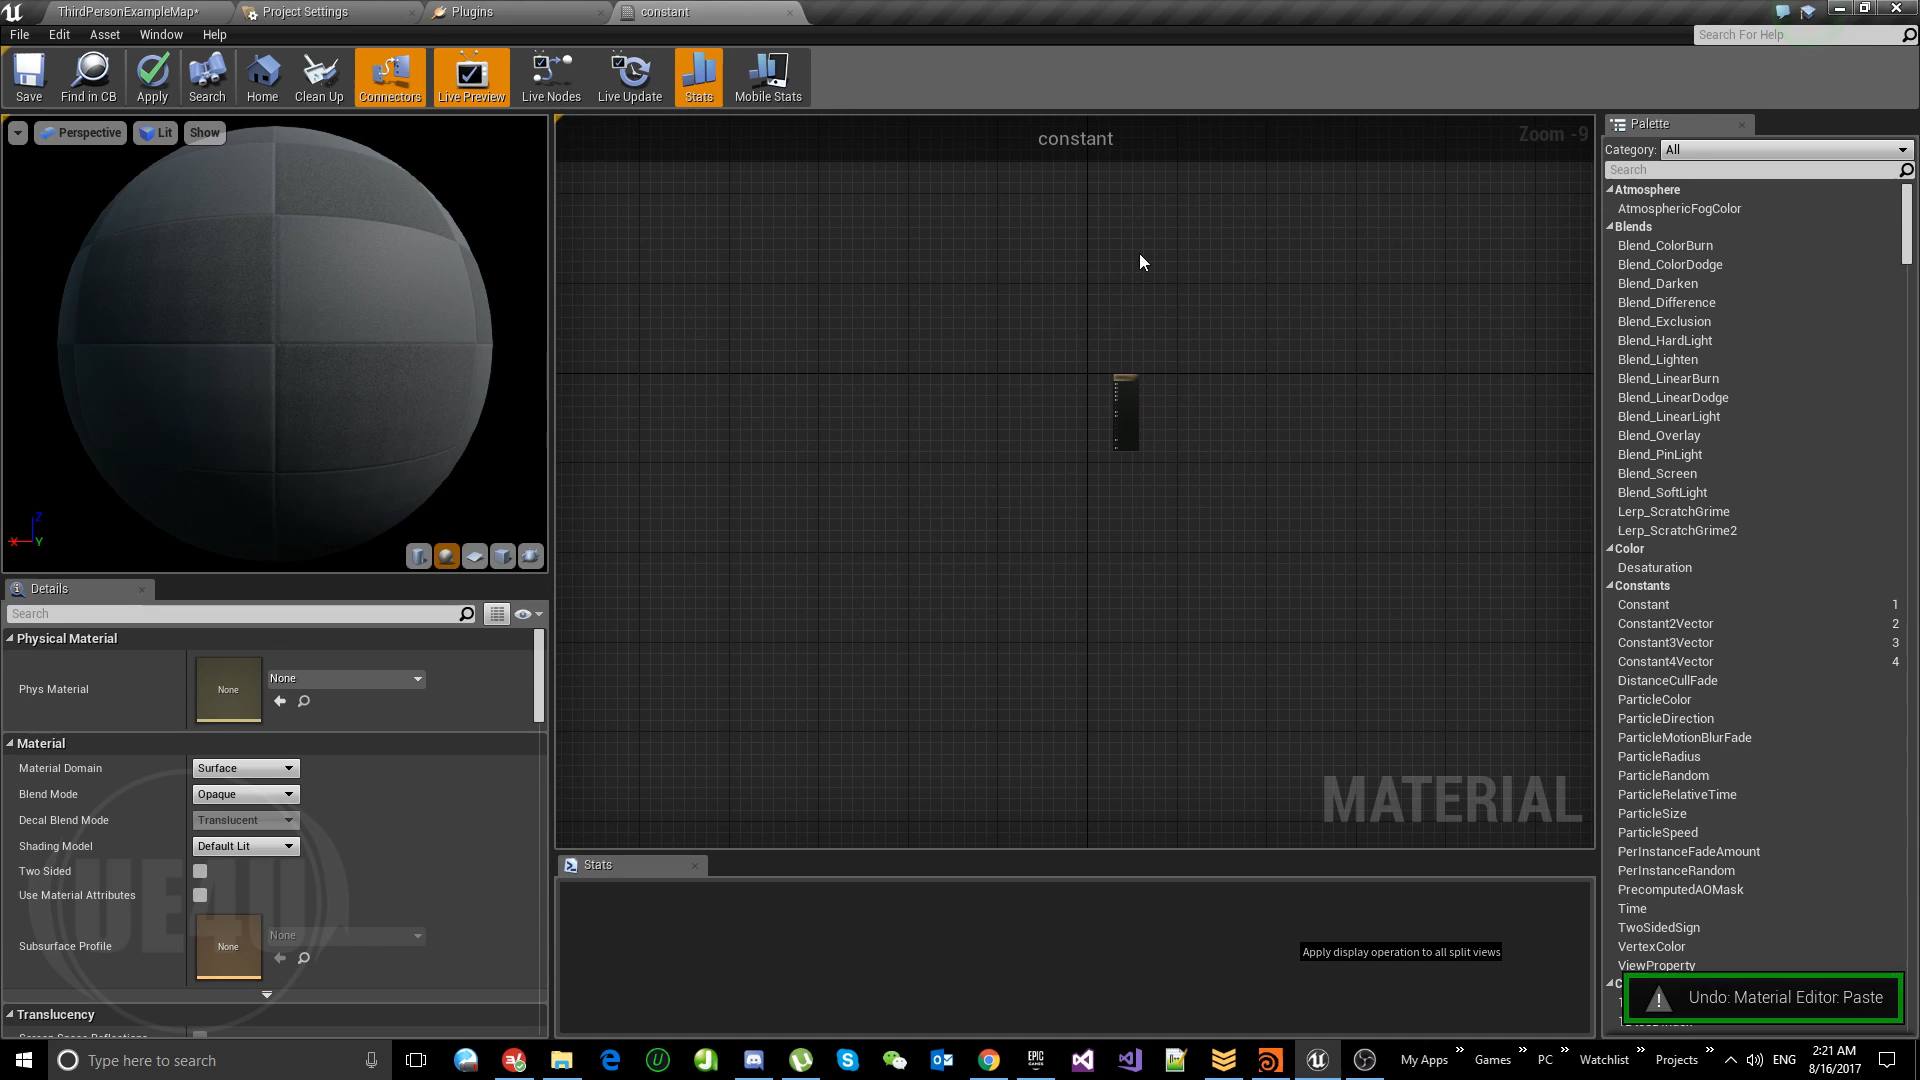 ThirdPersonExampleMap*
Project Settings
Plugins
constant
File Edit Asset Window Help
Search For Help
Save
Find in CB
Apply
Search
Home
Clean Up
Connectors
Live Preview
Live Nodes
Live Update
Stats
Mobile Stats
Perspective
Lit
Show
X
Y
Z
constant
Zoom -9
MATERIAL
Details
Search
Physical Material
Phys Material
None
None
Material
Material Domain
Surface
Blend Mode
Opaque
Decal Blend Mode
Translucent
Shading Model
Default Lit
Two Sided
Use Material Attributes
Subsurface Profile
None
None
Translucency
UE4U
Stats
Apply display operation to all split views
Palette
Category: All
Search
Atmosphere
AtmosphericFogColor
Blends
Blend_ColorBurn
Blend_ColorDodge
Blend_Darken
Blend_Difference
Blend_Exclusion
Blend_HardLight
Blend_Lighten
Blend_LinearBurn
Blend_LinearDodge
Blend_LinearLight
Blend_Overlay
Blend_PinLight
Blend_Screen
Blend_SoftLight
Lerp_ScratchGrime
Lerp_ScratchGrime2
Color
Desaturation
Constants
Constant 1
Constant2Vector 2
Constant3Vector 3
Constant4Vector 4
DistanceCullFade
ParticleColor
ParticleDirection
ParticleMotionBlurFade
ParticleRadius
ParticleRandom
ParticleRelativeTime
ParticleSize
ParticleSpeed
PerInstanceFadeAmount
PerInstanceRandom
PrecomputedAOMask
Time
TwoSidedSign
VertexColor
ViewProperty
Undo: Material Editor: Paste
Type here to search
EPIC GAMES
My Apps
Games
PC
Watchlist
Projects
ENG
2:21 AM
8/16/2017